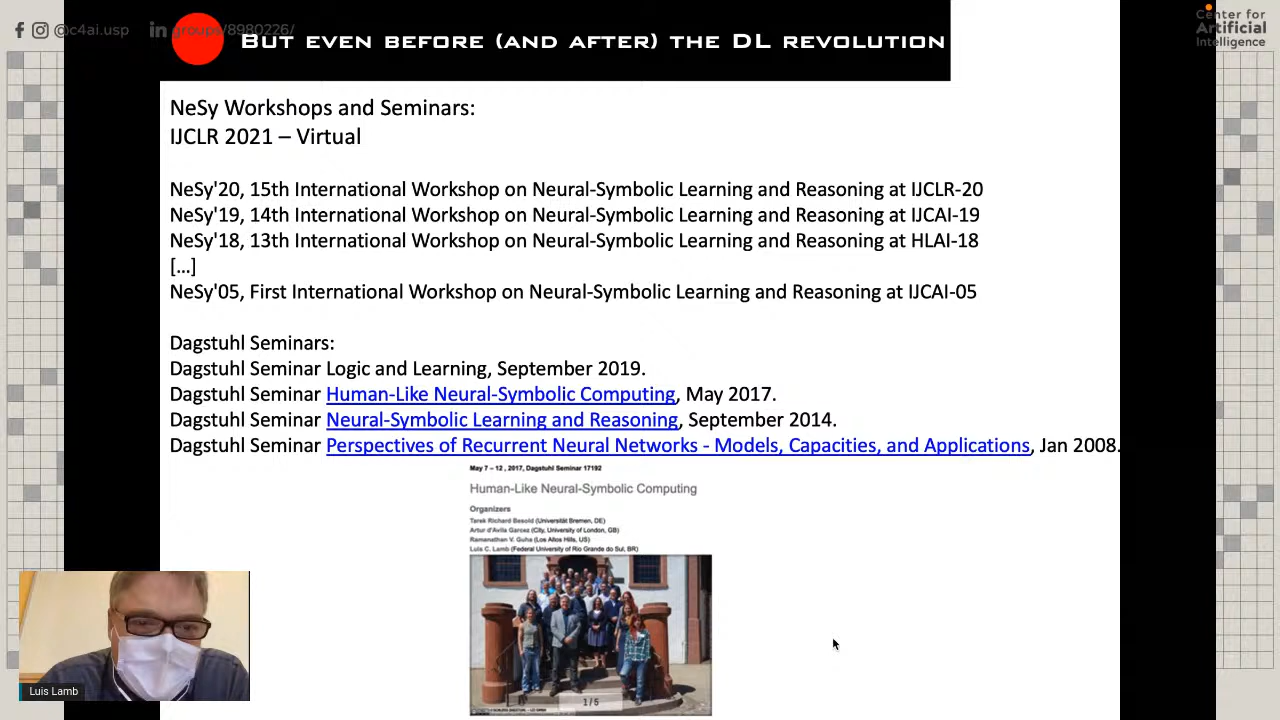 @c4ai.usp
groups/8980226/
Center for
Artificial
Intelligence
BUT EVEN BEFORE (AND AFTER) THE DL REVOLUTION
NeSy Workshops and Seminars:
IJCLR 2021 – Virtual
NeSy'20, 15th International Workshop on Neural-Symbolic Learning and Reasoning at IJCLR-20
NeSy'19, 14th International Workshop on Neural-Symbolic Learning and Reasoning at IJCAI-19
NeSy'18, 13th International Workshop on Neural-Symbolic Learning and Reasoning at HLAI-18
[…]
NeSy'05, First International Workshop on Neural-Symbolic Learning and Reasoning at IJCAI-05
Dagstuhl Seminars:
Dagstuhl Seminar Logic and Learning, September 2019.
Dagstuhl Seminar Human-Like Neural-Symbolic Computing, May 2017.
Dagstuhl Seminar Neural-Symbolic Learning and Reasoning, September 2014.
Dagstuhl Seminar Perspectives of Recurrent Neural Networks - Models, Capacities, and Applications, Jan 2008.
May 7 – 12 , 2017, Dagstuhl Seminar 17192
Human-Like Neural-Symbolic Computing
Organizers
Tarek Richard Besold (Universität Bremen, DE)
Artur d'Avila Garcez (City, University of London, GB)
Ramanathan V. Guha (Los Altos Hills, US)
Luis C. Lamb (Federal University of Rio Grande do Sul, BR)
1/5
Luis Lamb